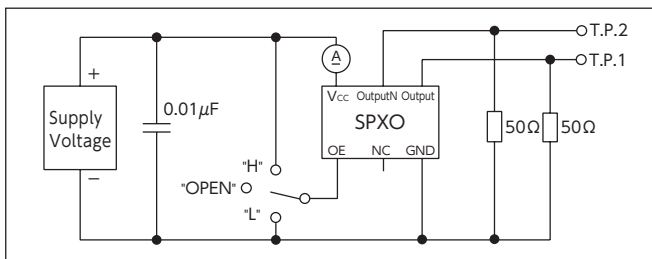 T.P.2
T.P.1
A
+
Supply
Voltage
−
0.01μF
VCC OutputN Output
SPXO
OE NC GND
50Ω 50Ω
"H"
"OPEN"
"L"